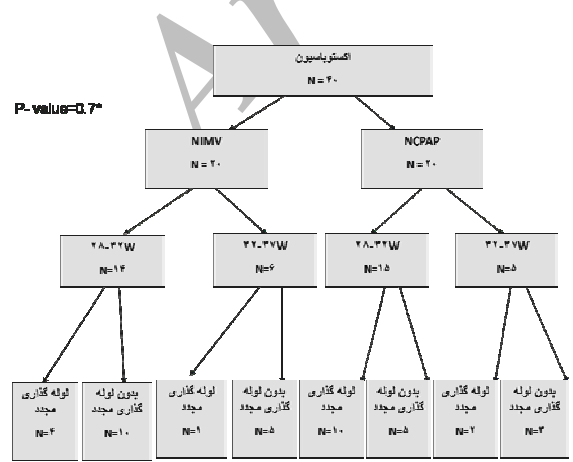 اکستوباسیون
N = ۴۰
P- value=0.7*
NIMV
N = ۲۰
NCPAP
N = ۲۰
۲۸-۳۲W
N=۱۴
۳۲-۳۷W
N=۶
۲۸-۳۲W
N=۱۵
۳۲-۳۷W
N=۵
لوله گذاری
مجدد
N=۴
بدون لوله
گذاری مجدد
N=۱۰
لوله گذاری
مجدد
N=۱
بدون لوله
گذاری مجدد
N=۵
لوله گذاری
مجدد
N=۱۰
بدون لوله
گذاری مجدد
N=۵
لوله گذاری
مجدد
N=۲
بدون لوله
گذاری مجدد
N=۳